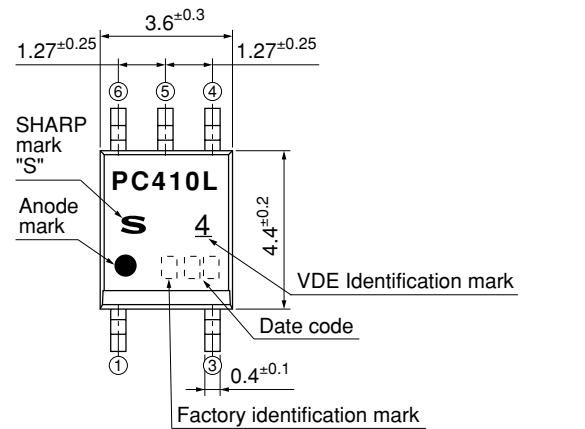 3.6±0.3
1.27±0.25 1.27±0.25
⑥ ⑤ ④
SHARP
mark
"S"
PC410L
Anode
mark
S 4
4.4±0.2
VDE Identification mark
Date code
① ③
0.4±0.1
Factory identification mark